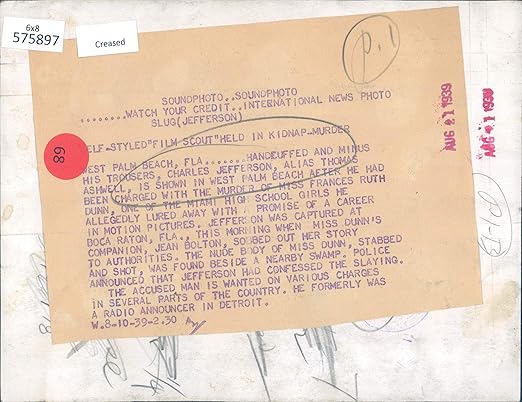 6x8
575897
Creased
p.1
SOUNDPHOTO..SOUNDPHOTO
........WATCH YOUR CREDIT..INTERNATIONAL NEWS PHOTO
SLUG(JEFFERSON)
ELF-STYLED"FILM SCOUT"HELD IN KIDNAP-MURDER
WEST PALM BEACH, FLA.......HANDCUFFED AND MINUS
HIS TROUSERS, CHARLES JEFFERSON, ALIAS THOMAS
ASHWELL, IS SHOWN IN WEST PALM BEACH AFTER HE HAD
BEEN CHARGED WITH THE MURDER OF MISS FRANCES RUTH
DUNN, ONE OF THE MIAMI HIGH SCHOOL GIRLS HE
ALLEGEDLY LURED AWAY WITH A PROMISE OF A CAREER
IN MOTION PICTURES. JEFFERSON WAS CAPTURED AT
BOCA RATON, FLA., THIS MORNING WHEN MISS DUNN'S
COMPANION, JEAN BOLTON, SOBBED OUT HER STORY
TO AUTHORITIES. THE NUDE BODY OF MISS DUNN, STABBED
AND SHOT, WAS FOUND BESIDE A NEARBY SWAMP. POLICE
ANNOUNCED THAT JEFFERSON HAD CONFESSED THE SLAYING.
THE ACCUSED MAN IS WANTED ON VARIOUS CHARGES
IN SEVERAL PARTS OF THE COUNTRY. HE FORMERLY WAS
A RADIO ANNOUNCER IN DETROIT.
W.8-10-39-2.30 A
68
AUG 21 1939
AUG 21